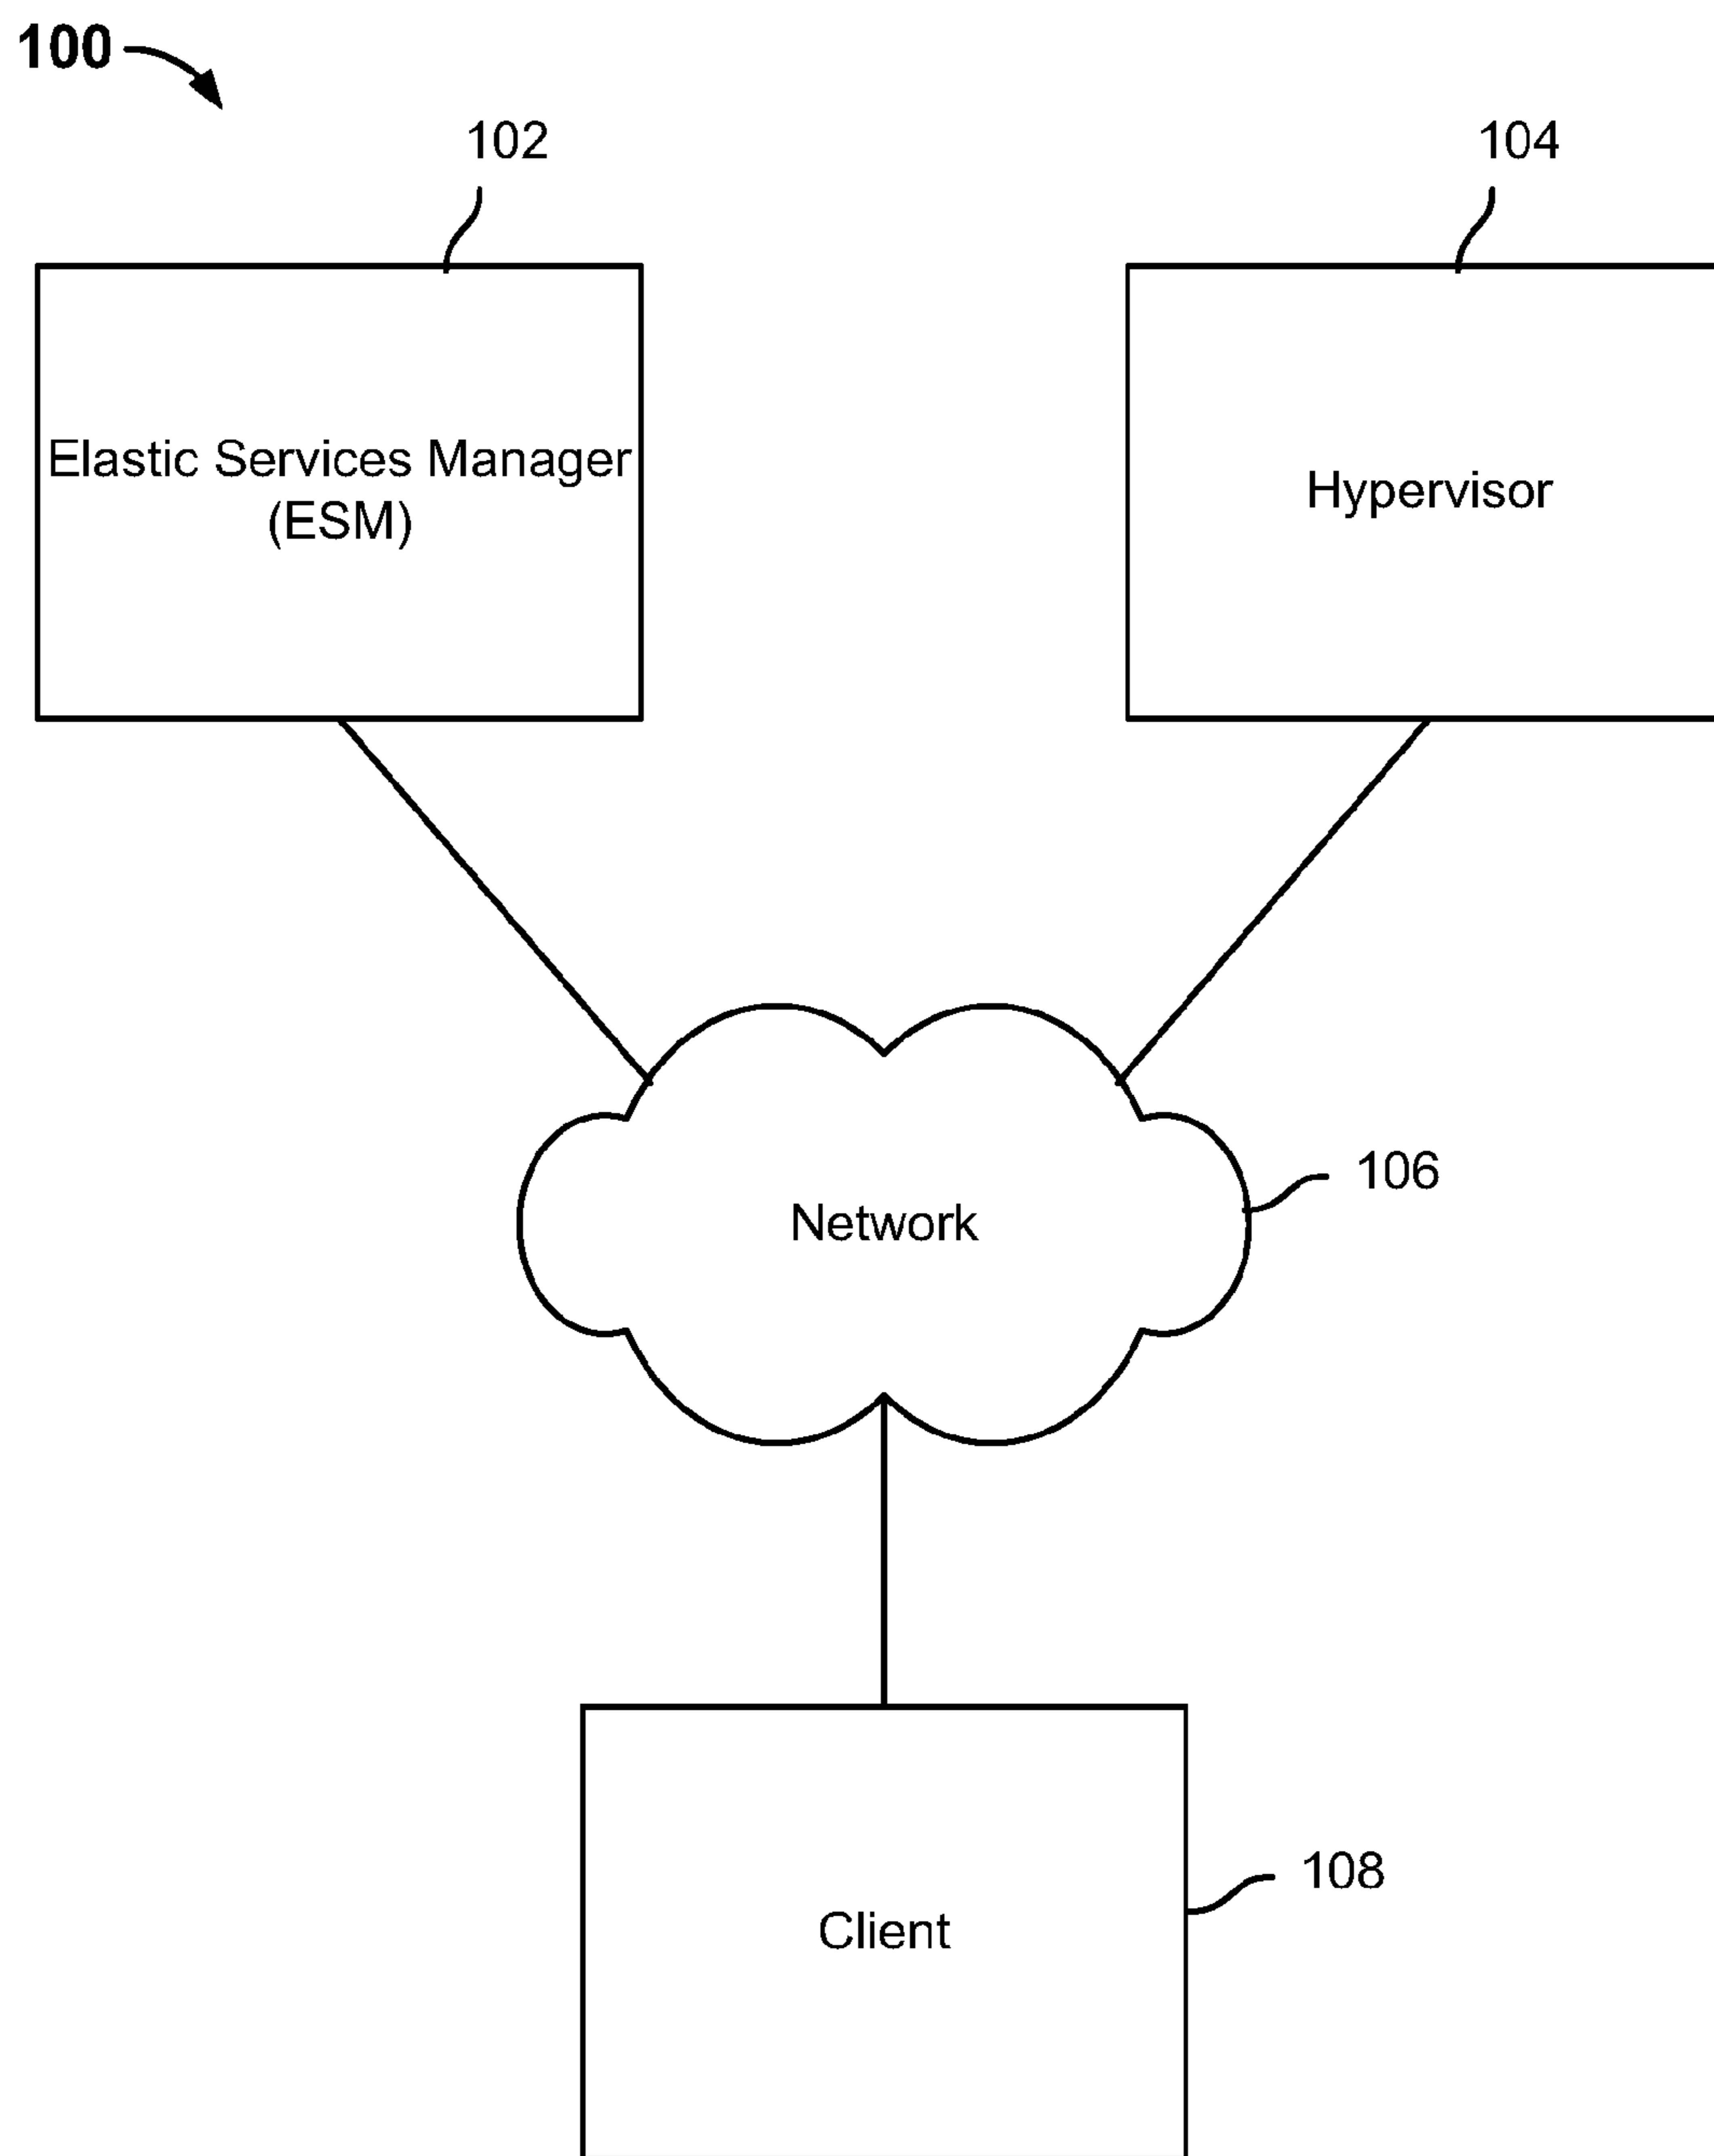 100
102
104
Elastic Services Manager
(ESM)
Hypervisor
Network
106
Client
108